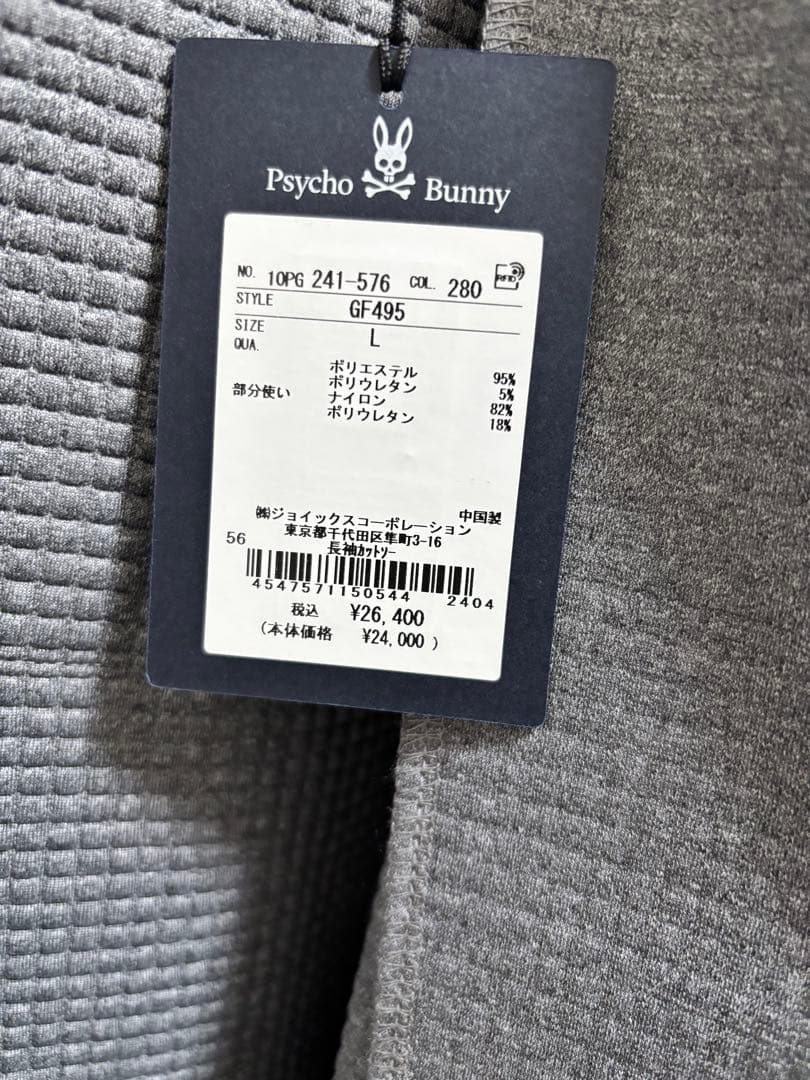 Psycho Bunny
NO. 10PG 241-576 COL. 280 RFID
STYLE GF495
SIZE L
QUA.
ポリエステル 95%
ポリウレタン 5%
部分使い ナイロン 82%
ポリウレタン 18%
中国製
㈱ジョイックスコーポレーション
東京都千代田区隼町3-16
56 長袖カットソー
4547571150544 2404
税込 ¥26,400
(本体価格 ¥24,000 )